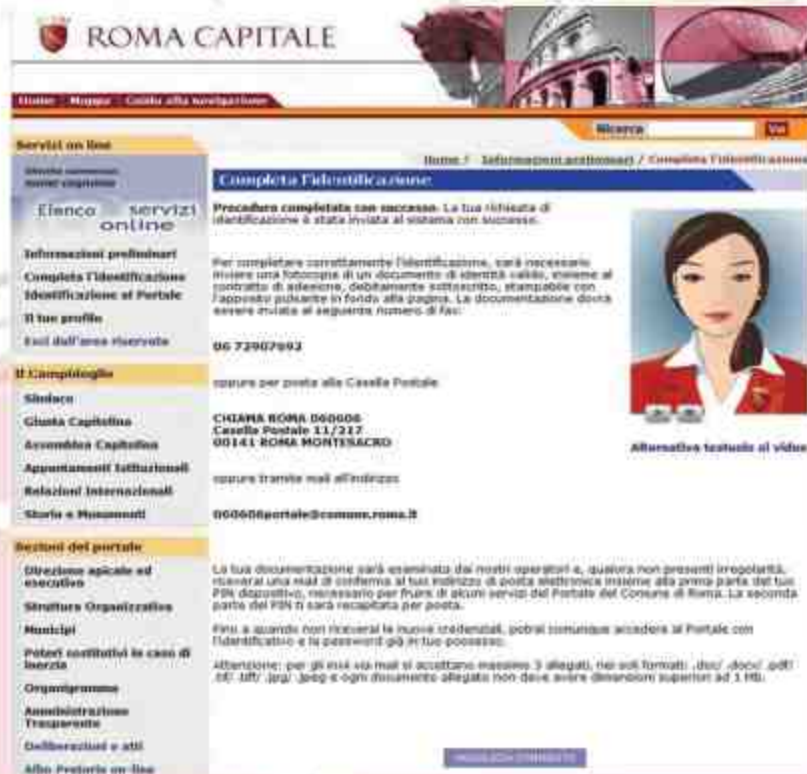 ROMA CAPITALE
Home Mappa Guida alla navigazione
Ricerca Vai
Home / Informazioni preliminari / Completa l'identificazione
Servizi on line
Elenco servizi online
Informazioni preliminari
Completa l'identificazione
Identificazione al Portale
Il tuo profilo
Esci dall'area riservata
Il Campidoglio
Sindaco
Giunta Capitolina
Assemblea Capitolina
Appuntamenti Istituzionali
Relazioni Internazionali
Storia e Monumenti
Sezioni del portale
Direzione apicale ed
esecutivo
Struttura Organizzativa
Municipi
Poteri sostitutivi in caso di
inerzia
Organigramma
Amministrazione
Trasparente
Deliberazioni e atti
Albo Pretorio on-line
Completa l'identificazione
Procedura completata con successo. La tua richiesta di
identificazione è stata inviata al sistema con successo.
Per completare correttamente l'identificazione, sarà necessario
inviare una fotocopia di un documento di identità valido, insieme al
contratto di adesione, debitamente sottoscritto, stampabile con
l'apposito pulsante in fondo alla pagina. La documentazione dovrà
essere inviata al seguente numero di fax:
06 72907692
oppure per posta alla Casella Postale
CHIAMA ROMA 060606
Casella Postale 11/217
00141 ROMA MONTESACRO
oppure tramite mail all'indirizzo
060606portale@comune.roma.it
Alternativa testuale al video
La tua documentazione sarà esaminata dai nostri operatori e, qualora non presenti irregolarità,
riceverai una mail di conferma al tuo indirizzo di posta elettronica insieme alla prima parte del tuo
PIN dispositivo, necessario per fruire di alcuni servizi del Portale del Comune di Roma. La seconda
parte del PIN ti sarà recapitata per posta.
Fino a quando non riceverai le nuove credenziali, potrai comunque accedere al Portale con
l'identificativo e la password già in tuo possesso.
Attenzione: per gli invii via mail si accettano massimo 3 allegati, nei soli formati: .doc/ .docx/ .pdf/
.tif/ .tiff/ .jpg/ .jpeg e ogni documento allegato non deve avere dimensioni superiori ad 1 Mb.